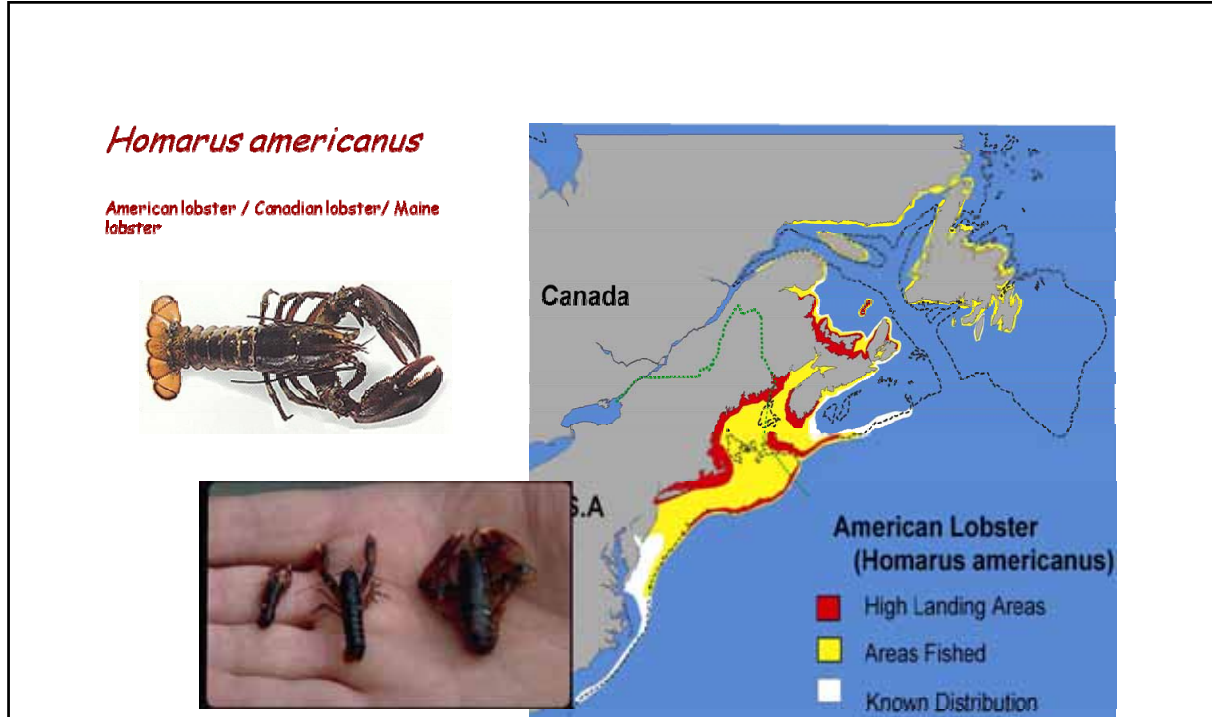 Homarus americanus
American lobster / Canadian lobster/ Maine
lobster
Canada
S.A
American Lobster
(Homarus americanus)
High Landing Areas
Areas Fished
Known Distribution